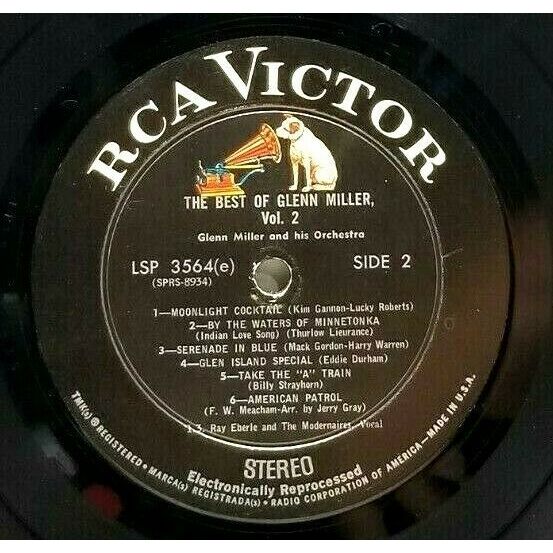 RCA VICTOR
THE BEST OF GLENN MILLER,
Vol. 2
Glenn Miller and his Orchestra
LSP 3564(e)
(SPRS-8934)
SIDE 2
1—MOONLIGHT COCKTAIL (Kim Gannon-Lucky Roberts)
2—BY THE WATERS OF MINNETONKA
(Indian Love Song) (Thurlow Lieurance)
3—SERENADE IN BLUE (Mack Gordon-Harry Warren)
4—GLEN ISLAND SPECIAL (Eddie Durham)
5—TAKE THE "A" TRAIN
(Billy Strayhorn)
6—AMERICAN PATROL
(F. W. Meacham-Arr. by Jerry Gray)
1,3, Ray Eberle and The Modernaires, Vocal
STEREO
Electronically Reprocessed
TMK(s) ® REGISTERED • MARCA(s) REGISTRADA(s) • RADIO CORPORATION OF AMERICA—MADE IN U.S.A.